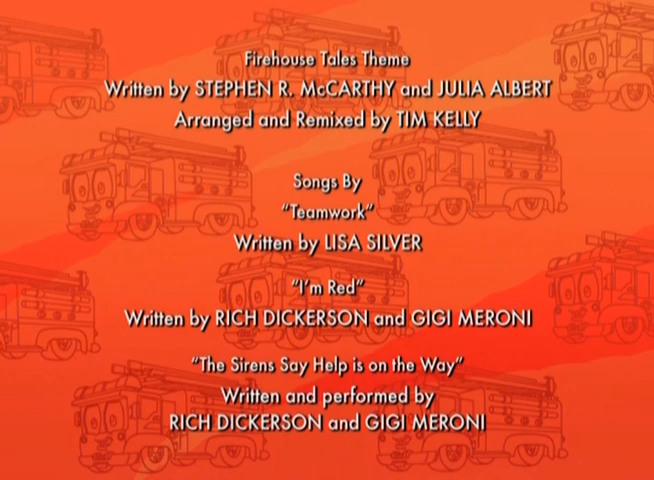 Firehouse Tales Theme
Written by STEPHEN R. McCARTHY and JULIA ALBERT
Arranged and Remixed by TIM KELLY
Songs By
"Teamwork"
Written by LISA SILVER
"I'm Red"
Written by RICH DICKERSON and GIGI MERONI
"The Sirens Say Help is on the Way"
Written and performed by
RICH DICKERSON and GIGI MERONI